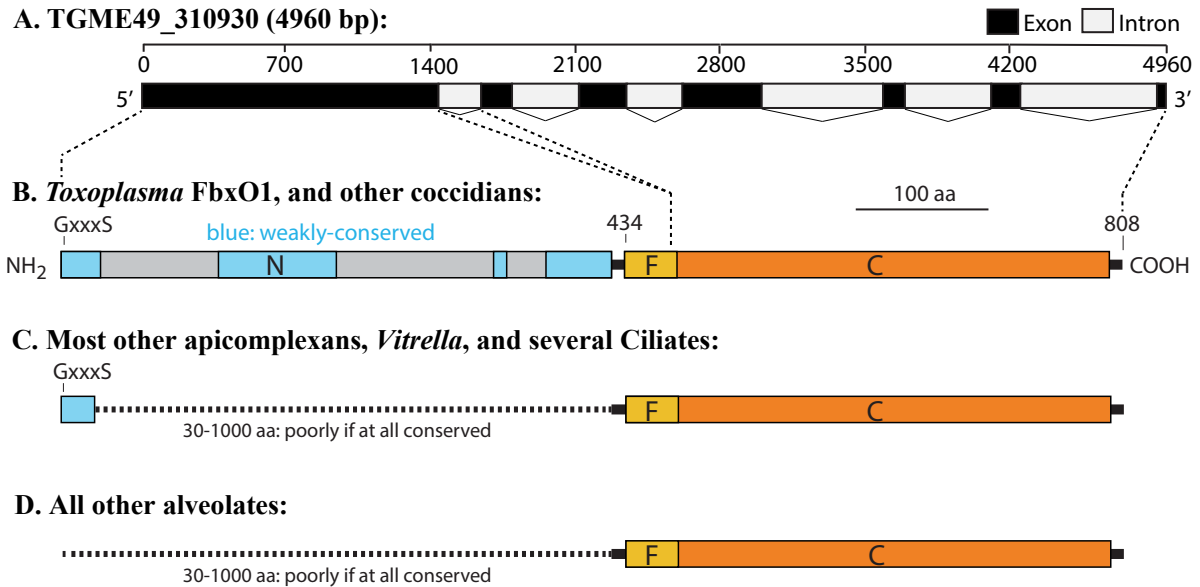 A. TGME49_310930 (4960 bp):
Exon Intron
0 700 1400 2100 2800 3500 4200 4960
5′ 3′
B. Toxoplasma FbxO1, and other coccidians:
100 aa
GxxxS 434 808
blue: weakly-conserved
NH2 N F C COOH
C. Most other apicomplexans, Vitrella, and several Ciliates:
GxxxS
F C
30-1000 aa: poorly if at all conserved
D. All other alveolates:
F C
30-1000 aa: poorly if at all conserved